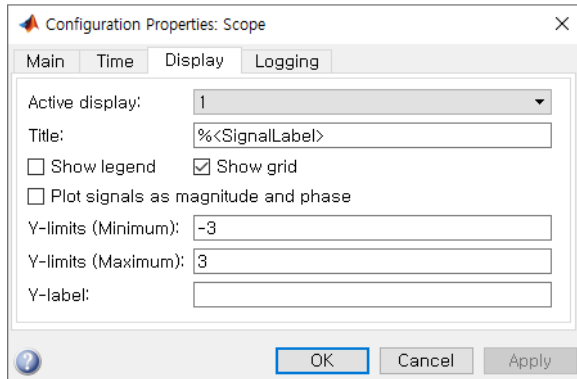 Configuration Properties: Scope
Main Time Display Logging
Active display: 1
Title: %<SignalLabel>
Show legend Show grid
Plot signals as magnitude and phase
Y-limits (Minimum): -3
Y-limits (Maximum): 3
Y-label:
? OK Cancel Apply